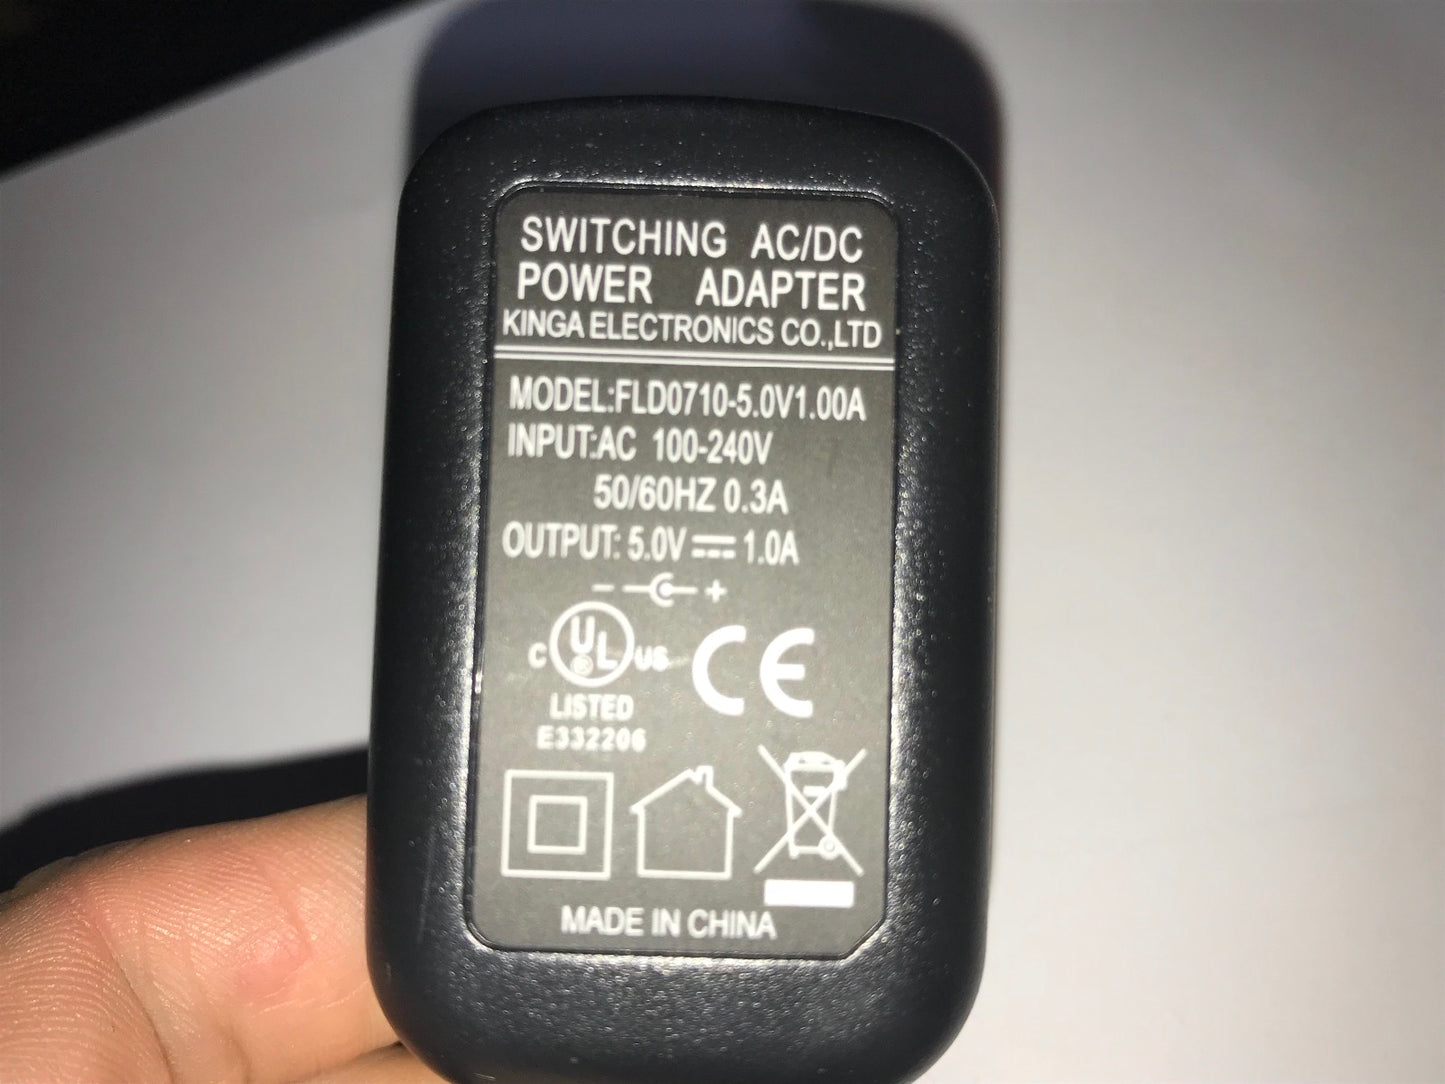 SWITCHING AC/DC
POWER ADAPTER
KINGA ELECTRONICS CO.,LTD
MODEL:FLD0710-5.0V1.00A
INPUT:AC 100-240V
50/60HZ 0.3A
OUTPUT: 5.0V⎓1.0A
- +
C UL US CE
LISTED
E332206
MADE IN CHINA